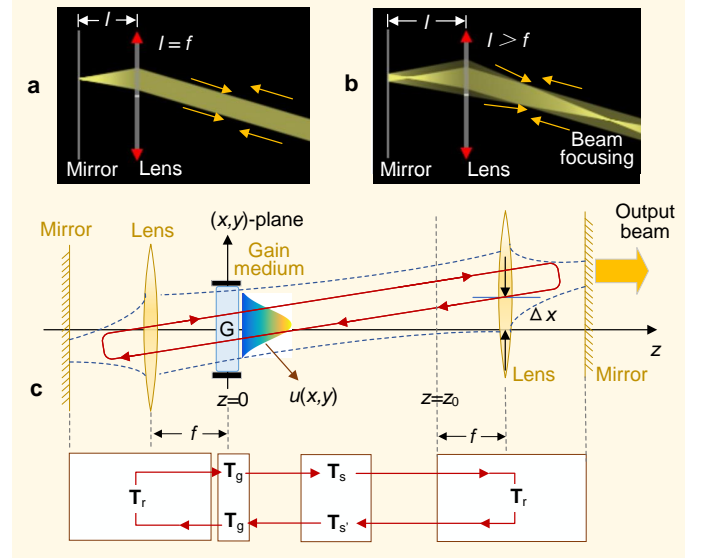 a
l
l = f
Mirror
Lens
b
l
l > f
Beam
focusing
Mirror
Lens
c
Mirror
Lens
(x,y)-plane
Gain
medium
G
z=0
u(x,y)
z=z0
Δ x
Lens
Output
beam
z
Mirror
f
f
Tr
Tg
Tg
Ts
Ts'
Tr